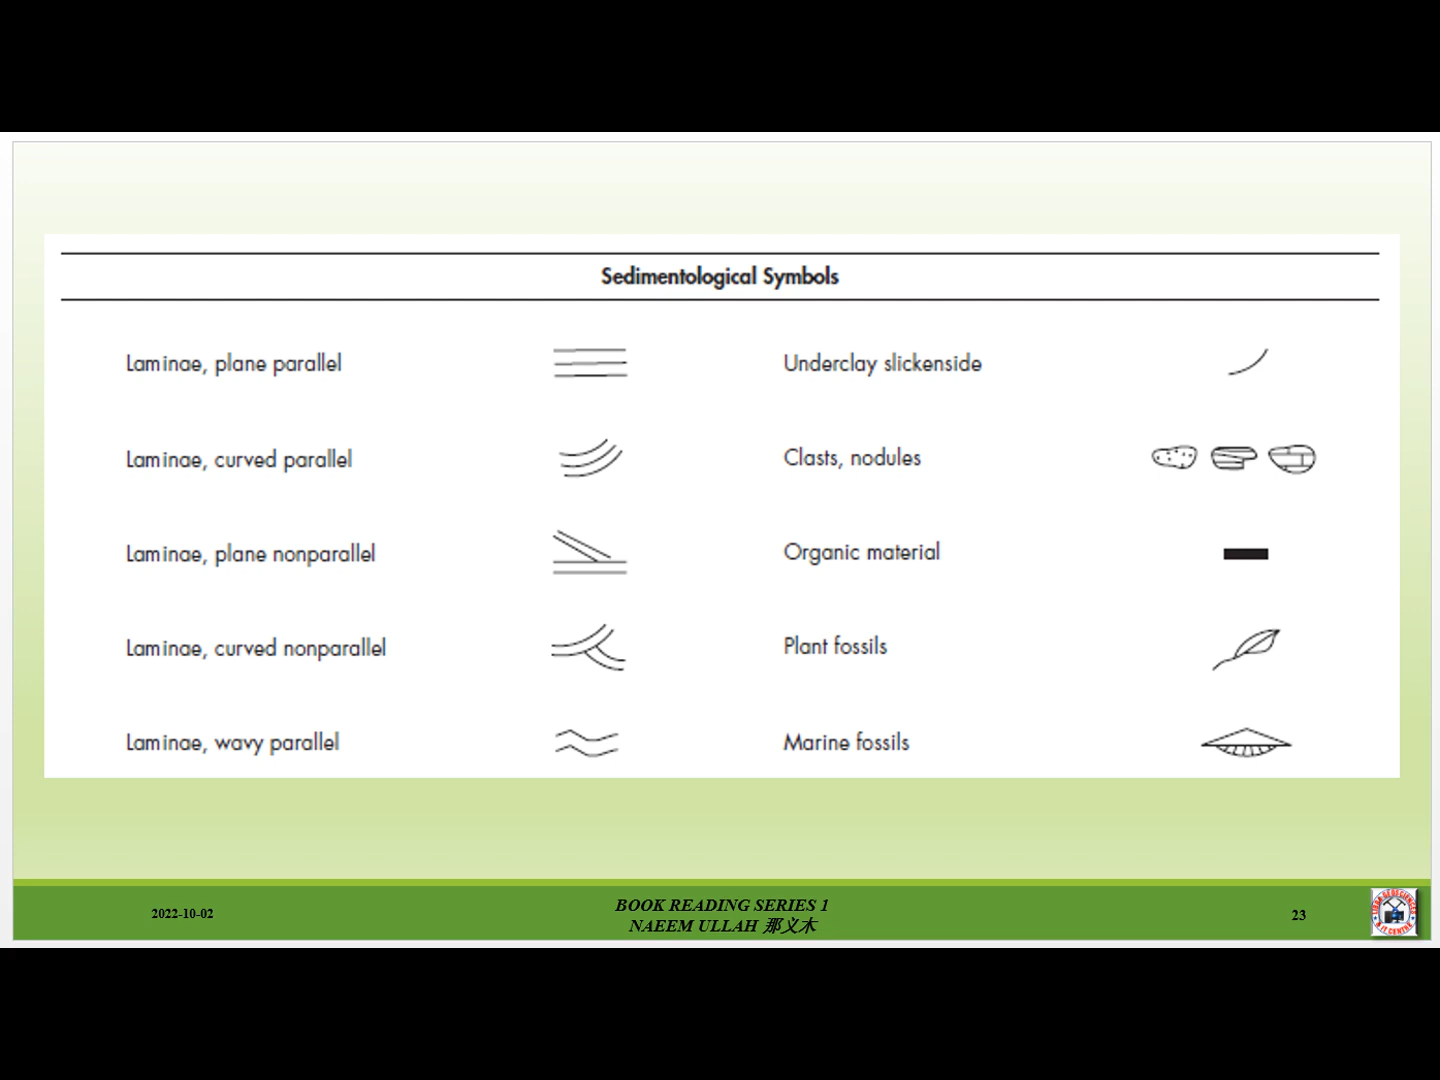 Sedimentological Symbols
Laminae, plane parallel
Underclay slickenside
Laminae, curved parallel
Clasts, nodules
Laminae, plane nonparallel
Organic material
Laminae, curved nonparallel
Plant fossils
Laminae, wavy parallel
Marine fossils
2022-10-02
BOOK READING SERIES 1
NAEEM ULLAH 那义木
23